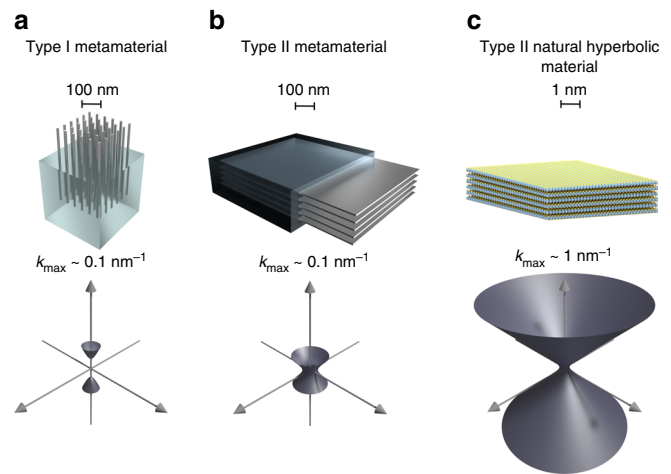 a
Type I metamaterial
100 nm
k_max ~ 0.1 nm⁻¹
b
Type II metamaterial
100 nm
k_max ~ 0.1 nm⁻¹
c
Type II natural hyperbolic
material
1 nm
k_max ~ 1 nm⁻¹